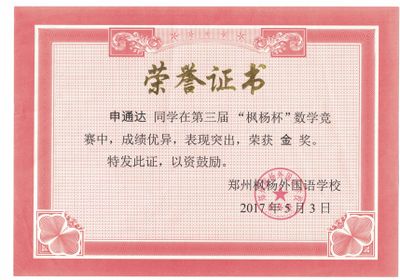 荣誉证书
申通达 同学在第三届 “枫杨杯”数学竞
赛中，成绩优异，表现突出，荣获 金 奖。
特发此证，以资鼓励。
郑州枫杨外国语学校
2017年5月3日